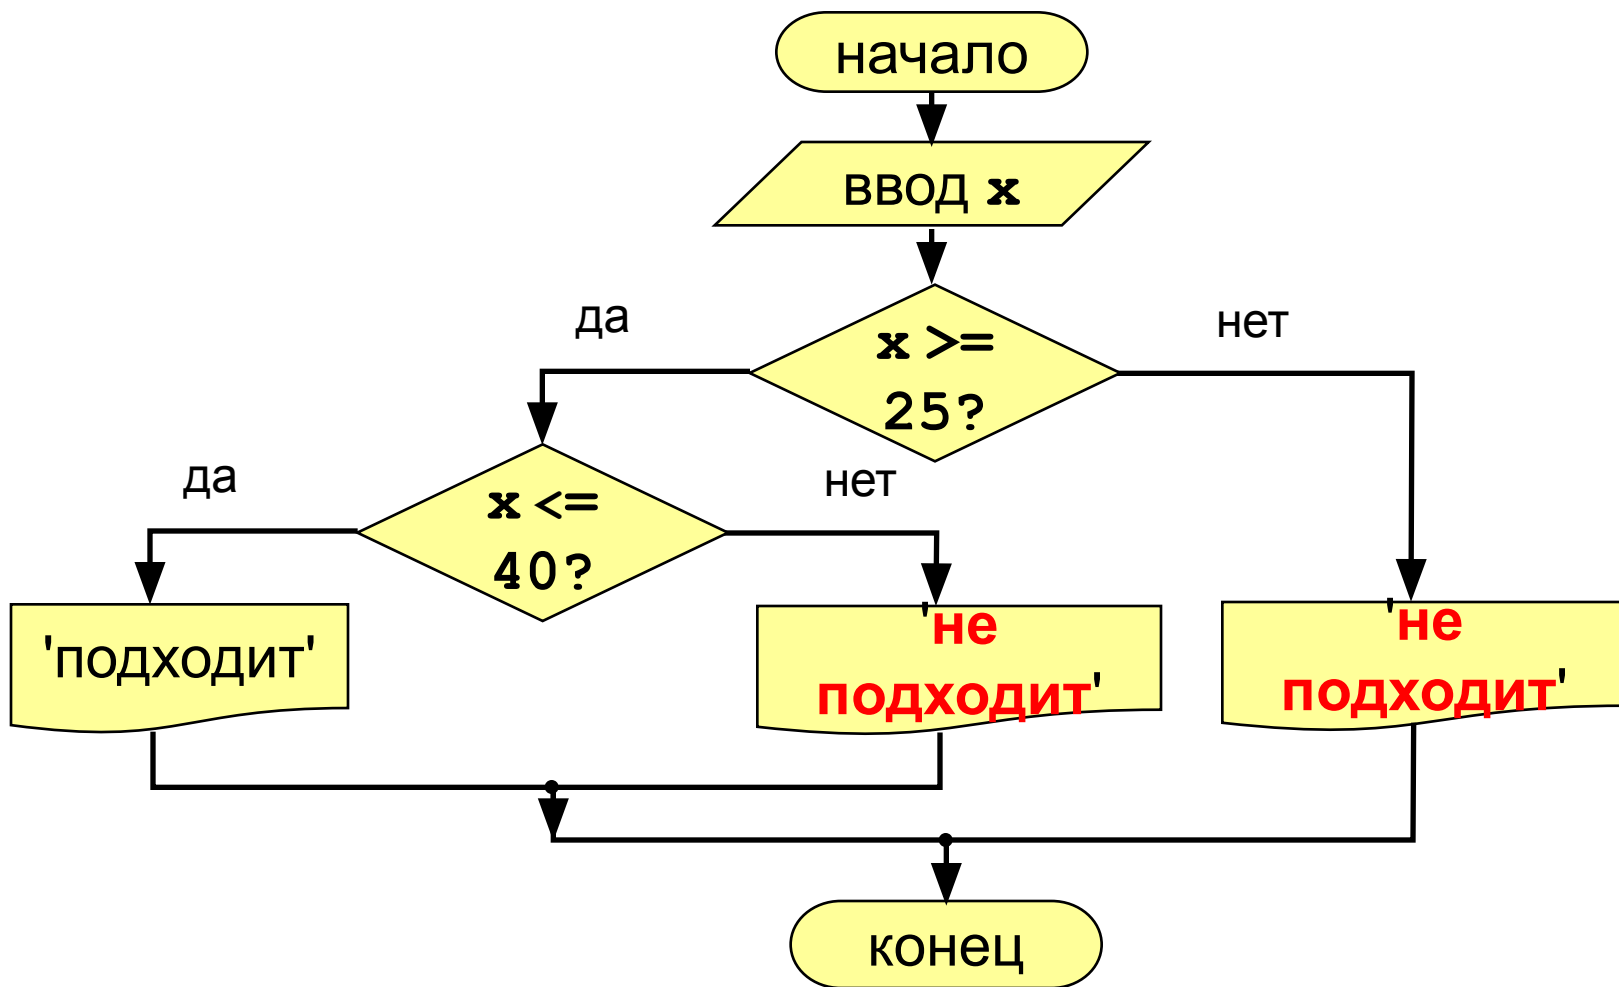 начало
ввод x
да
нет
x >=
25?
да
нет
x <=
40?
'подходит'
'не
подходит'
'не
подходит'
конец